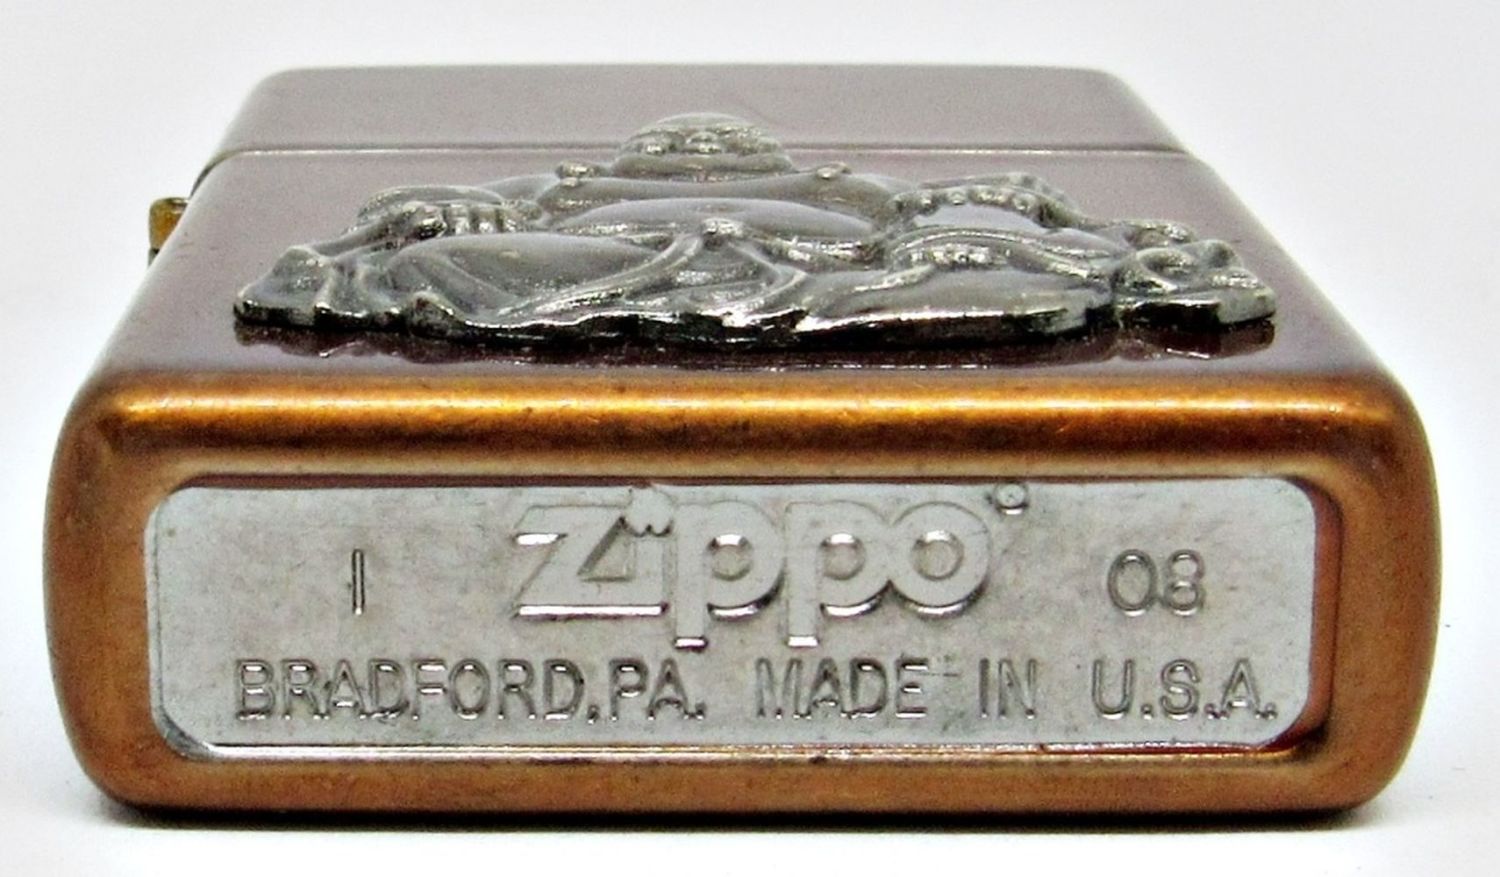 I Zippo® 08
BRADFORD,PA. MADE IN U.S.A.